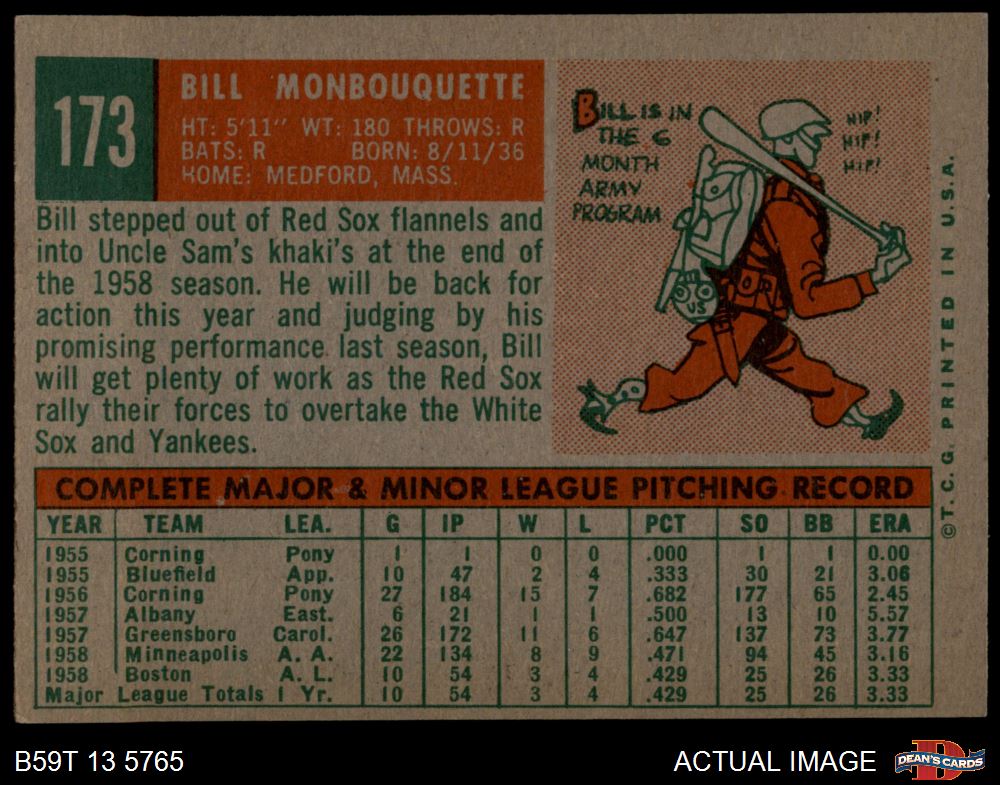 173
BILL MONBOUQUETTE
HT: 5'11" WT: 180 THROWS: R
BATS: R BORN: 8/11/36
HOME: MEDFORD, MASS.
BILL IS IN
THE 6
MONTH
ARMY
PROGRAM
HIP!
HIP!
HIP!
US
Bill stepped out of Red Sox flannels and
into Uncle Sam's khaki's at the end of
the 1958 season. He will be back for
action this year and judging by his
promising performance last season, Bill
will get plenty of work as the Red Sox
rally their forces to overtake the White
Sox and Yankees.
©T.C.G. PRINTED IN U.S.A.
COMPLETE MAJOR & MINOR LEAGUE PITCHING RECORD
YEAR TEAM LEA. G IP W L PCT SO BB ERA
1955 Corning Pony 1 1 0 0 .000 1 1 0.00
1955 Bluefield App. 10 47 2 4 .333 30 21 3.06
1956 Corning Pony 27 184 15 7 .682 177 65 2.45
1957 Albany East. 6 21 1 1 .500 13 10 5.57
1957 Greensboro Carol. 26 172 11 6 .647 137 73 3.77
1958 Minneapolis A. A. 22 134 8 9 .471 94 45 3.16
1958 Boston A. L. 10 54 3 4 .429 25 26 3.33
Major League Totals 1 Yr. 10 54 3 4 .429 25 26 3.33
B59T 13 5765
ACTUAL IMAGE
DEAN'S CARDS